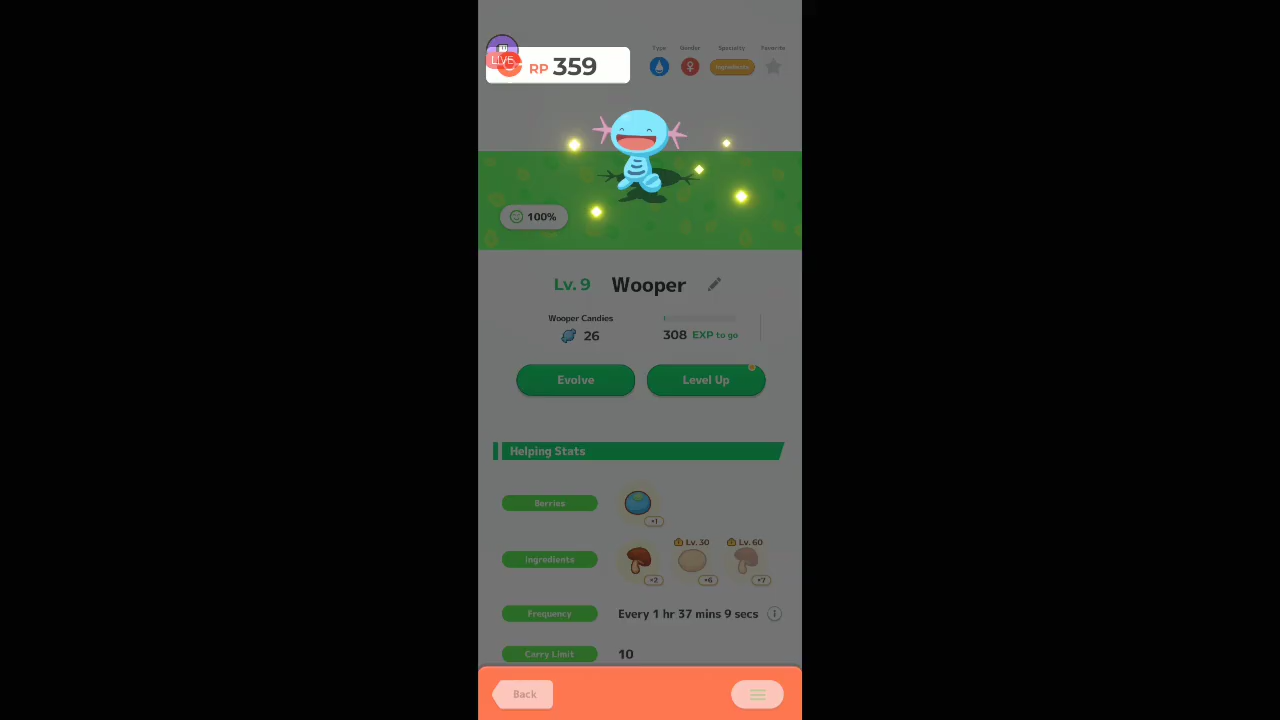 Type Gender Specialty Favorite
LIVE
RP 359
Ingredients
100%
Lv. 9 Wooper
Wooper Candies
26
308 EXP to go
Evolve
Level Up
Helping Stats
Berries
×1
Ingredients
Lv. 30
Lv. 60
×2
×6
×7
Frequency
Every 1 hr 37 mins 9 secs
Carry Limit
10
Back